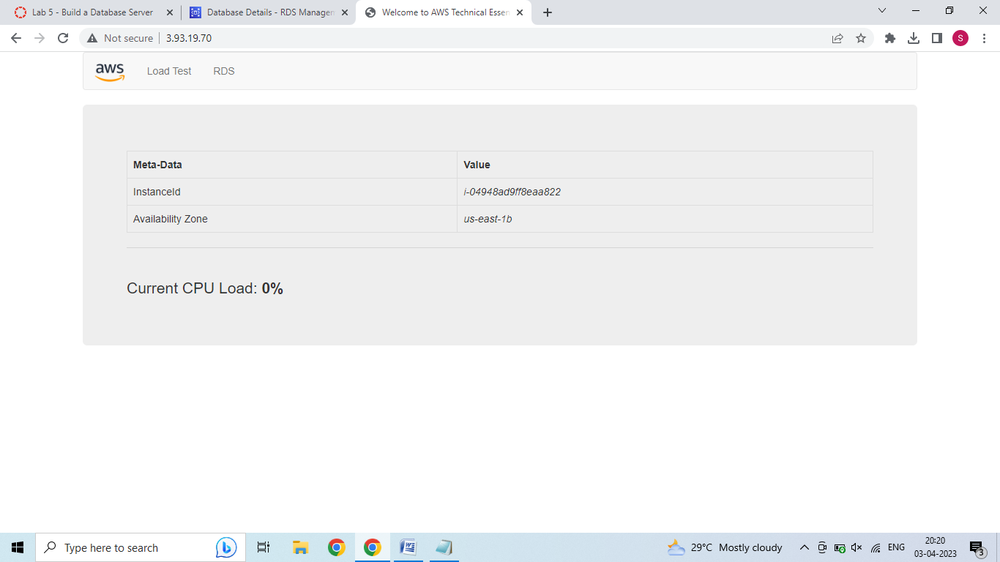 Lab 5 - Build a Database Server
Database Details - RDS Managen
Welcome to AWS Technical Essen
Not secure
3.93.19.70
S
aws
Load Test
RDS
Meta-Data Value
InstanceId i-04948ad9ff8eaa822
Availability Zone us-east-1b
Current CPU Load: 0%
Type here to search
29°C Mostly cloudy
ENG
20:20
03-04-2023
3